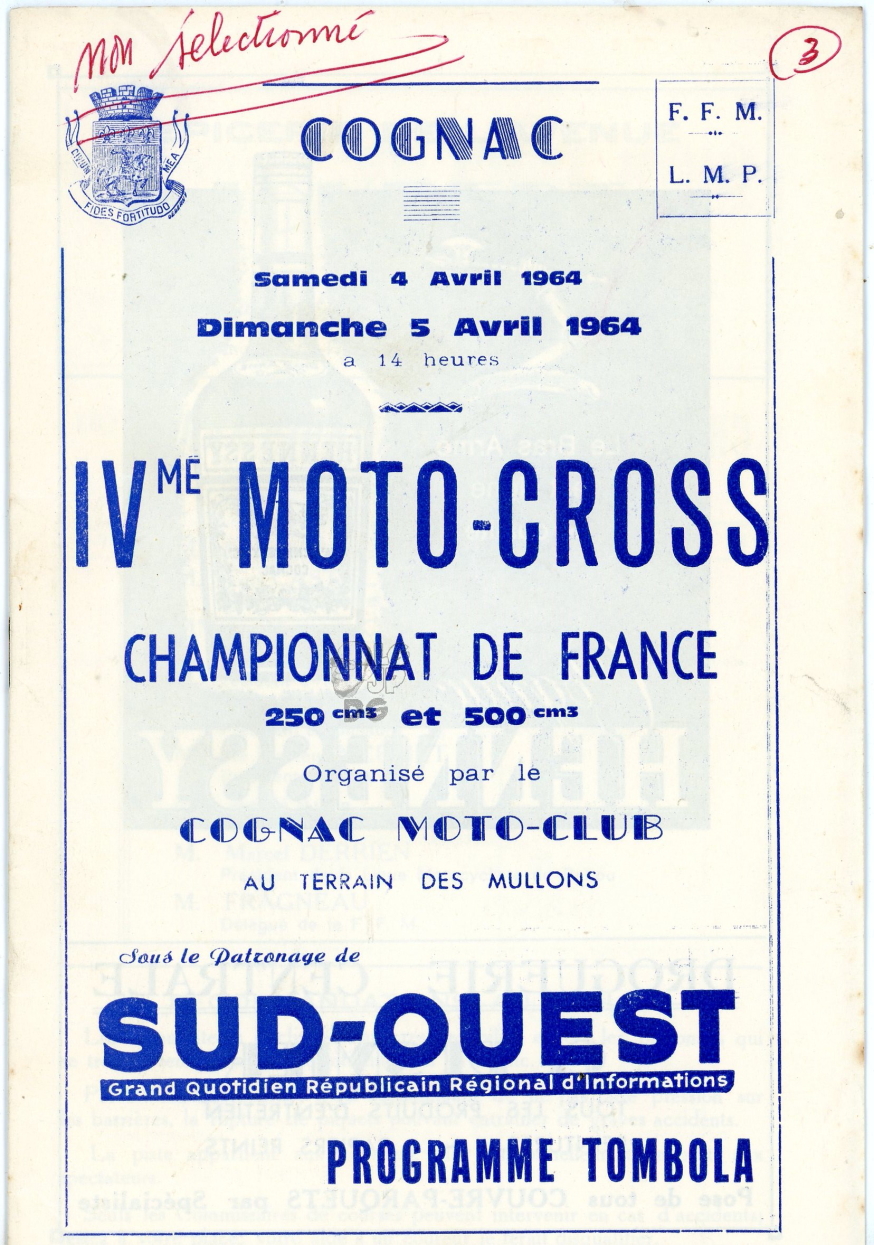 non sélectionné
3
COGNAC
F. F. M.
L. M. P.
FIDES FORTITUDO
MEA
Samedi 4 Avril 1964
Dimanche 5 Avril 1964
a 14 heures
IVMË MOTO-CROSS
CHAMPIONNAT DE FRANCE
250 cm3 et 500 cm3
Organisé par le
COGNAC MOTO-CLUB
AU TERRAIN DES MULLONS
Sous le Patronage de
SUD-OUEST
Grand Quotidien Républicain Régional d'Informations
PROGRAMME TOMBOLA